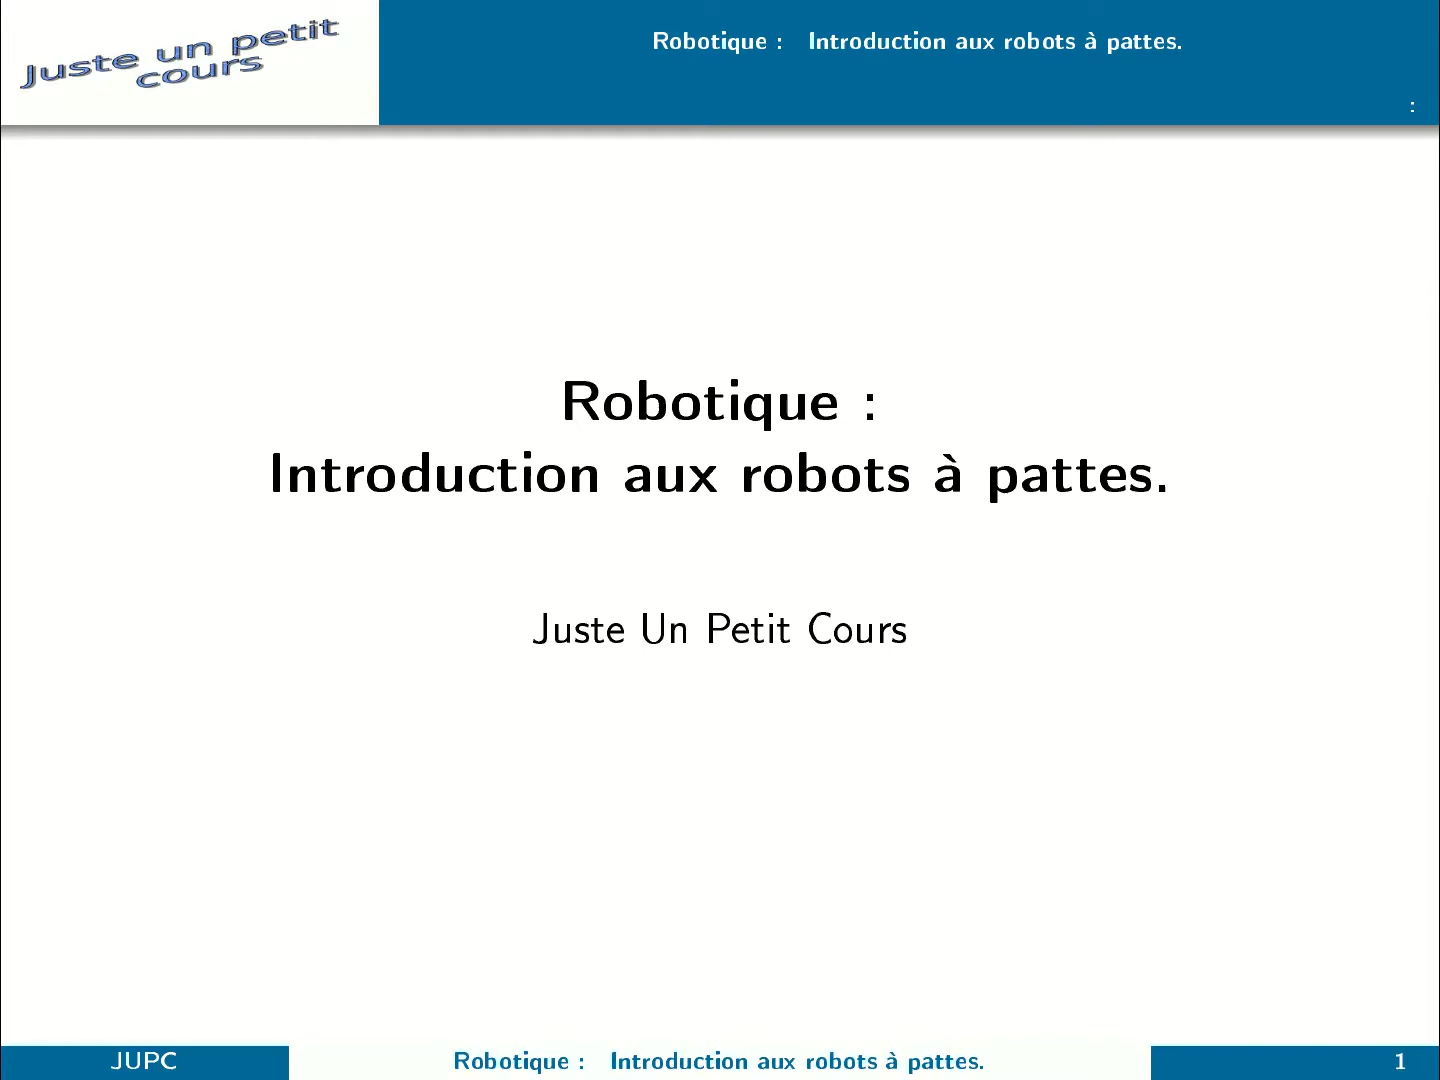 Juste un petit
cours
Robotique : Introduction aux robots à pattes.
:
Robotique :
Introduction aux robots à pattes.
Juste Un Petit Cours
JUPC
Robotique : Introduction aux robots à pattes.
1